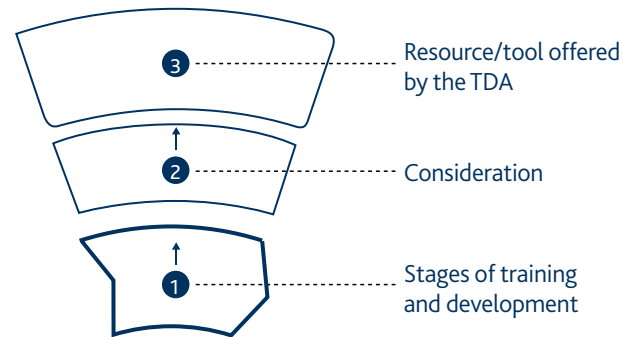 3
Resource/tool offered
by the TDA
2
Consideration
1
Stages of training
and development